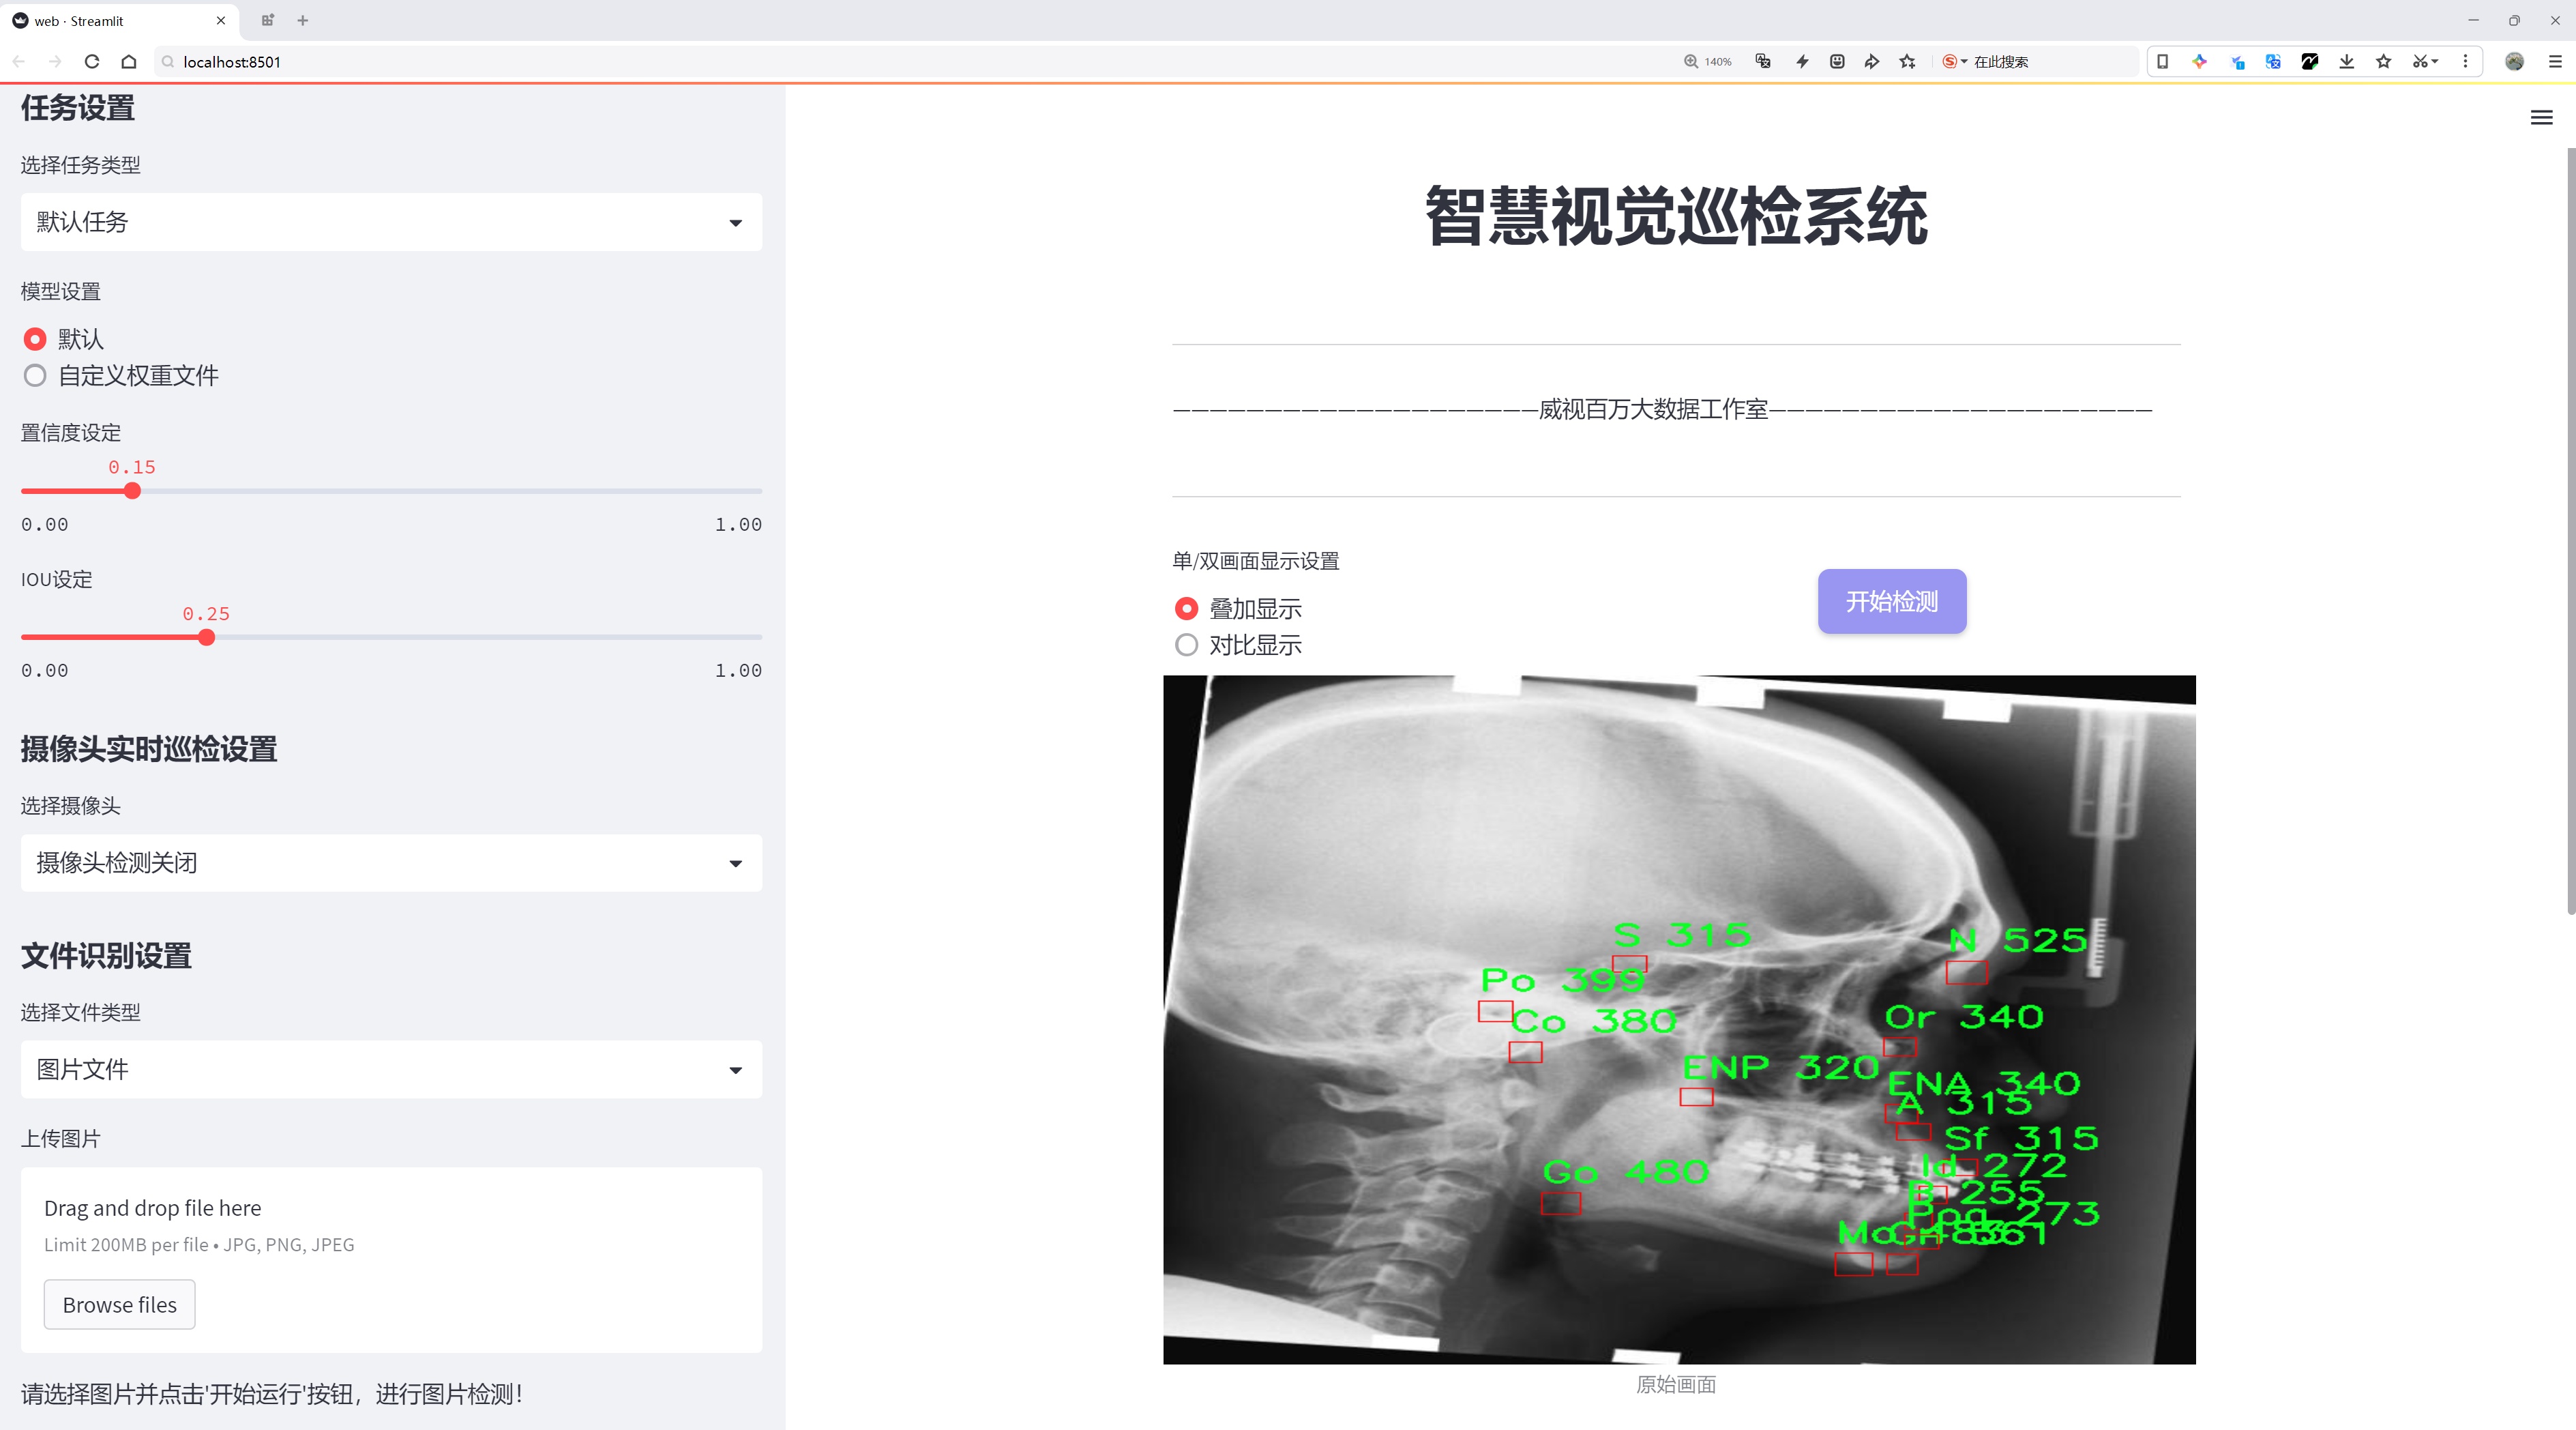 web · Streamlit
localhost:8501
140%
在此搜索
任务设置
选择任务类型
默认任务
模型设置
默认
自定义权重文件
置信度设定
0.15
0.00 1.00
IOU设定
0.25
0.00 1.00
摄像头实时巡检设置
选择摄像头
摄像头检测关闭
文件识别设置
选择文件类型
图片文件
上传图片
Drag and drop file here
Limit 200MB per file • JPG, PNG, JPEG
Browse files
请选择图片并点击'开始运行'按钮，进行图片检测！
智慧视觉巡检系统
————————————————————威视百万大数据工作室—————————————————————
单/双画面显示设置
叠加显示
对比显示
开始检测
S 315
N 525
Po 399
Co 380
Or 340
ENP 320
ENA 340
A 315
Sf 315
Id 272
Go 480
B 255
Pog 273
原始画面